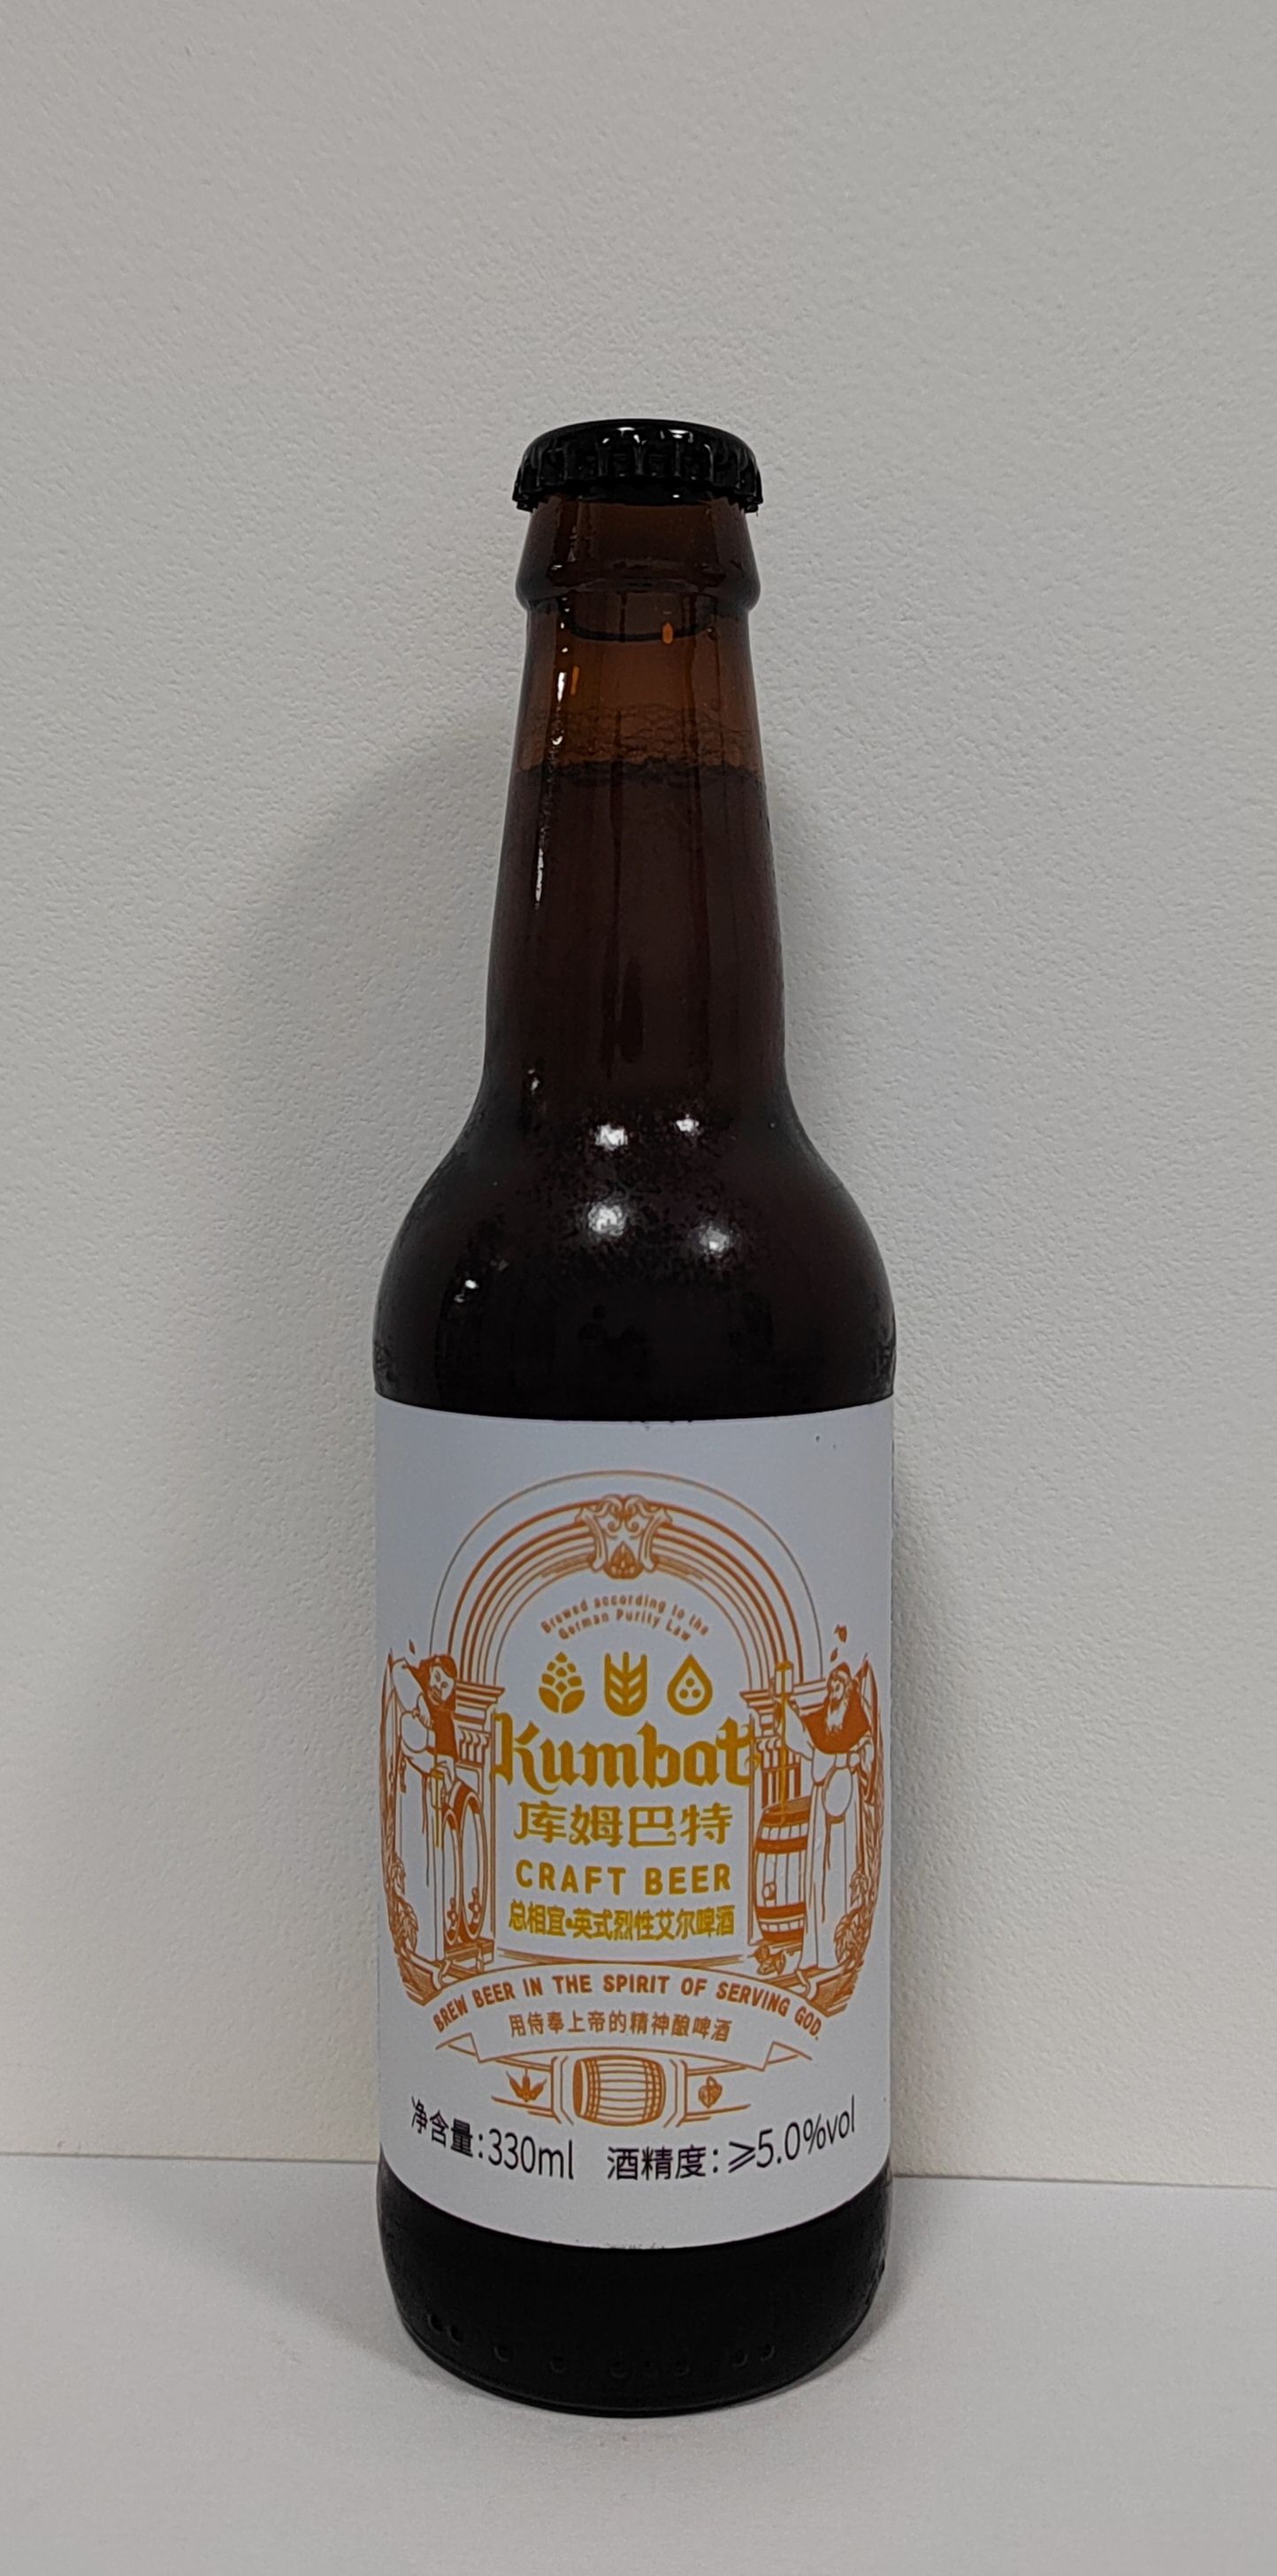 Brewed according to the
German Purity Law
Kumbat
库姆巴特
CRAFT BEER
总相宜•英式烈性艾尔啤酒
BREW BEER IN THE SPIRIT OF SERVING GOD.
用侍奉上帝的精神酿啤酒
净含量:330ml 酒精度:≥5.0%vol